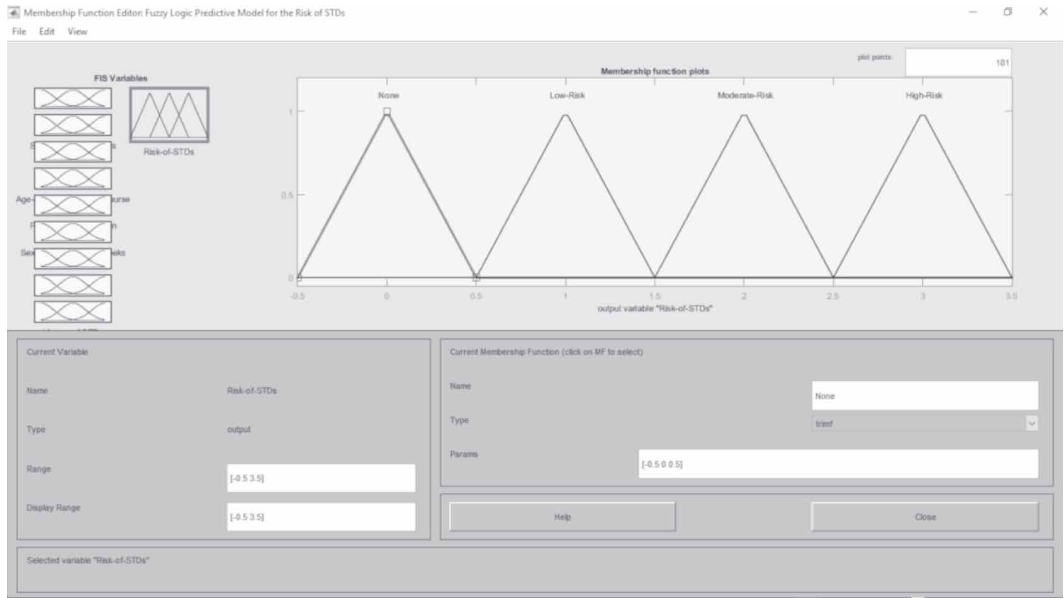 Membership Function Editor: Fuzzy Logic Predictive Model for the Risk of STDs
File Edit View
FIS Variables
Risk-of-STDs
Age-
urse
Sex
eks
plot points:
181
Membership function plots
None Low-Risk Moderate-Risk High-Risk
1
0.5
0
-0.5 0 0.5 1 1.5 2 2.5 3 3.5
output variable "Risk-of-STDs"
Current Variable
Name Risk-of-STDs
Type output
Range [-0.5 3.5]
Display Range [-0.5 3.5]
Current Membership Function (click on MF to select)
Name None
Type trimf
Params [-0.5 0 0.5]
Help Close
Selected variable "Risk-of-STDs"